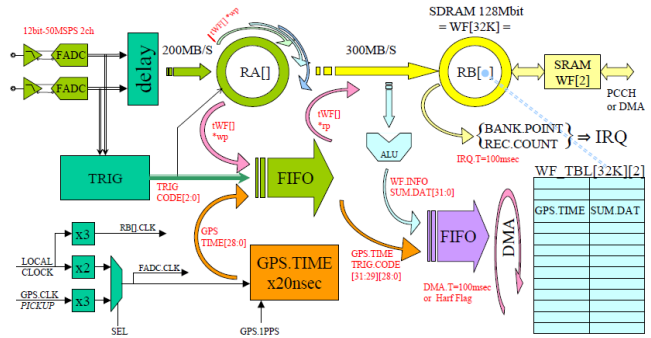 12bit-50MSPS 2ch
FADC
FADC
delay
200MB/S
tWF[]*wp
RA[]
300MB/S
SDRAM 128Mbit
= WF[32K] =
RB[ ]
SRAM
WF[2]
PCCH
or DMA
tWF[]
*wp
tWF[]
*rp
ALU
BANK.POINT
REC.COUNT
⇒ IRQ
IRQ.T=100msec
WF_TBL[32K][2]
GPS.TIME
SUM.DAT
TRIG
TRIG
CODE[2:0]
FIFO
WF.INFO
SUM.DAT[31:0]
GPS
TIME[28:0]
GPS.TIME
x20nsec
GPS.TIME
TRIG.CODE
[31:29][28:0]
FIFO
DMA
DMA.T=100msec
or Harf Flag
x3
RB[].CLK
LOCAL
CLOCK
x2
FADC.CLK
GPS.CLK
PICKUP
x3
SEL
GPS.1PPS